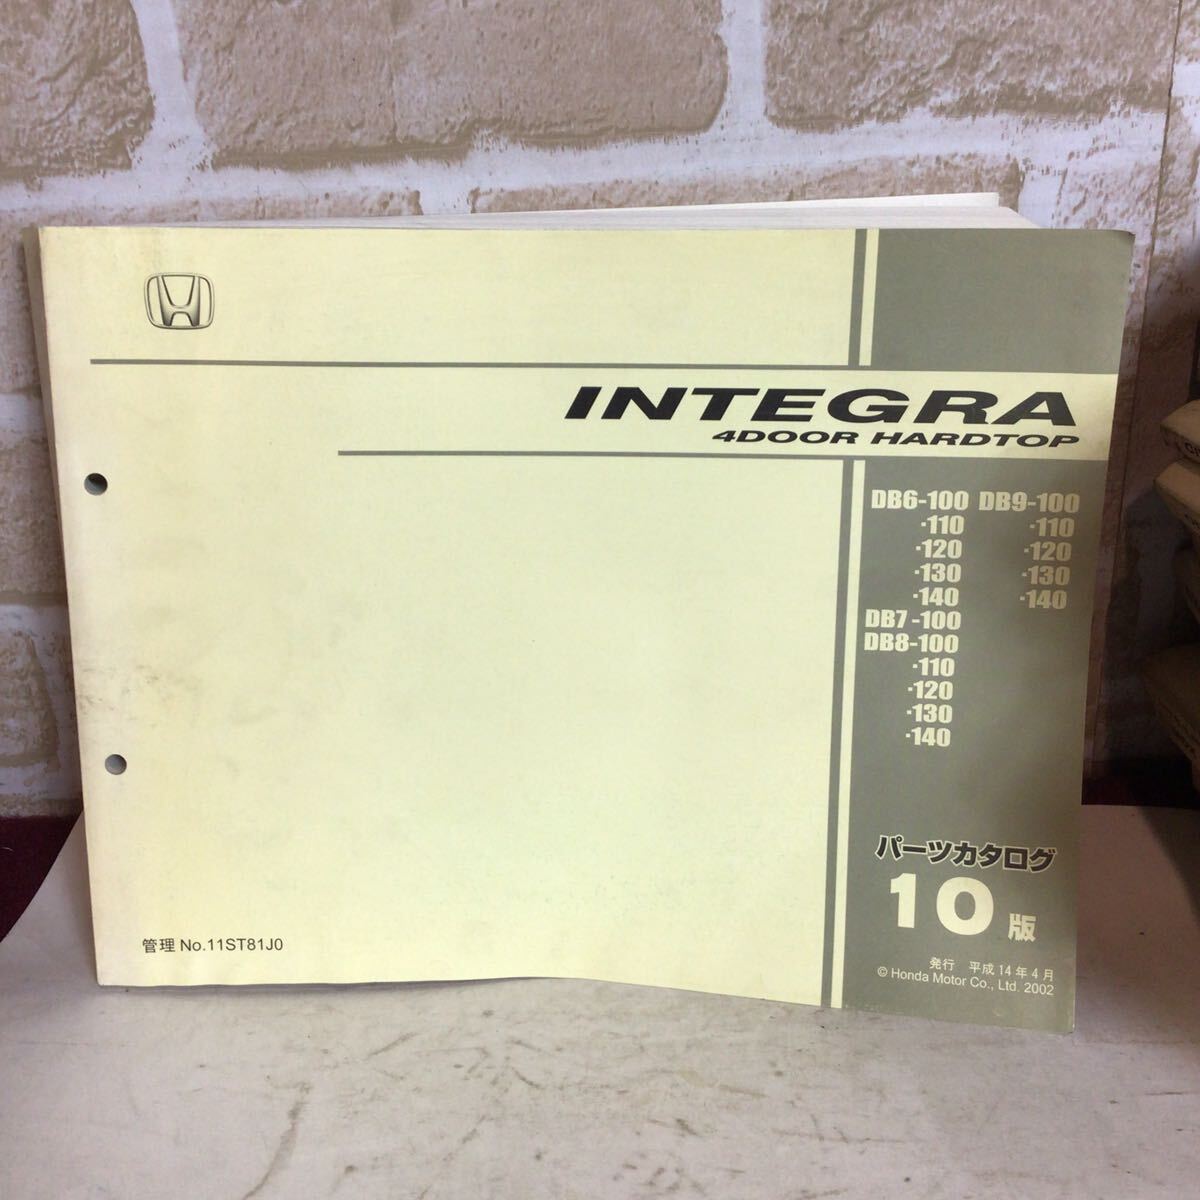 INTEGRA
4DOOR HARDTOP
DB6-100 DB9-100
·110 ·110
·120 ·120
·130 ·130
·140 ·140
DB7-100
DB8-100
·110
·120
·130
·140
パーツカタログ
10版
発行 平成14年4月
© Honda Motor Co., Ltd. 2002
管理 No.11ST81J0